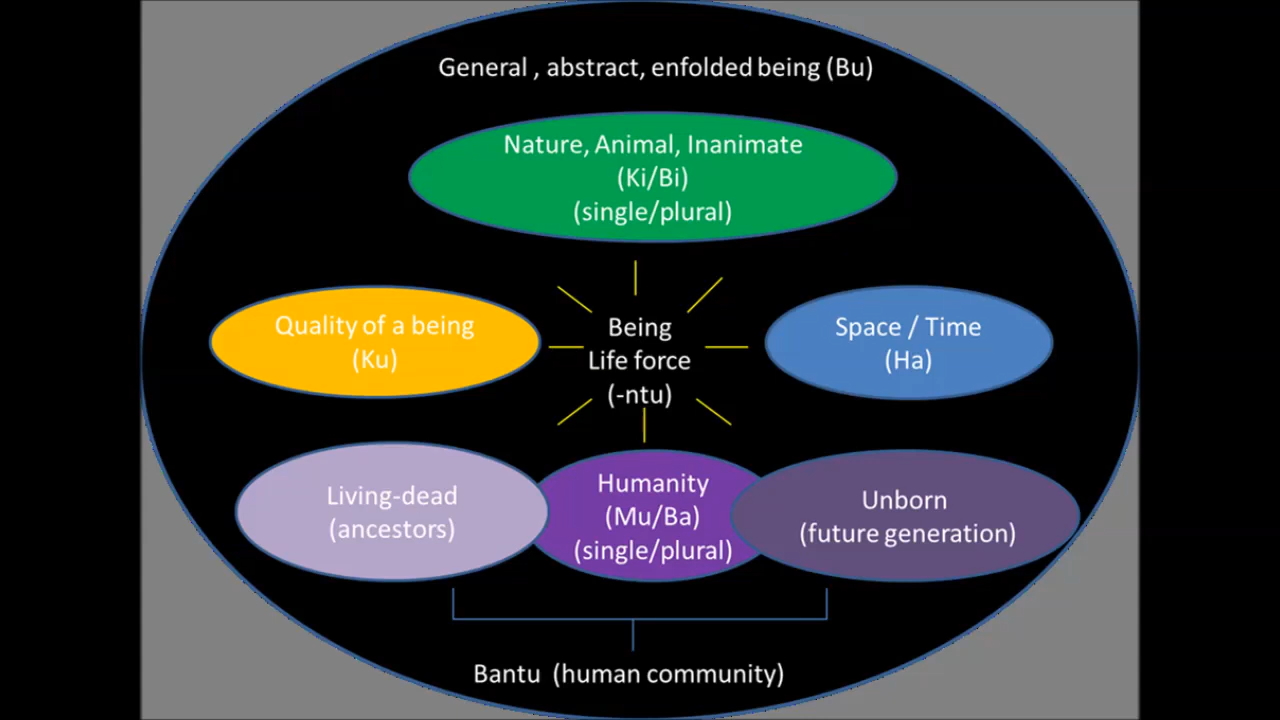 General , abstract, enfolded being (Bu)
Nature, Animal, Inanimate
(Ki/Bi)
(single/plural)
Quality of a being
(Ku)
Being
Life force
(-ntu)
Space / Time
(Ha)
Living-dead
(ancestors)
Humanity
(Mu/Ba)
(single/plural)
Unborn
(future generation)
Bantu (human community)